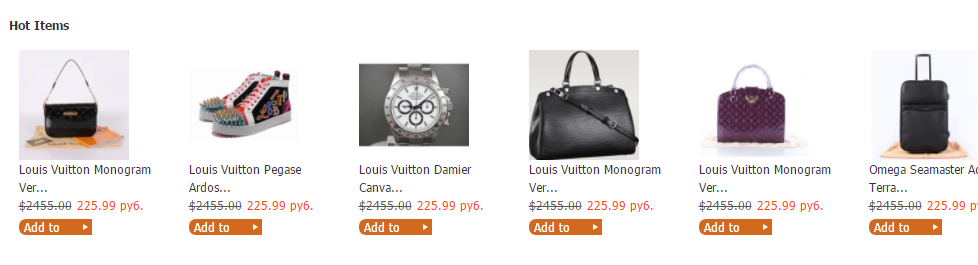 Hot Items
Louis Vuitton Monogram
Ver...
$2455.00 225.99 руб.
Add to
Louis Vuitton Pegase
Ardos...
$2455.00 225.99 руб.
Add to
Louis Vuitton Damier
Canva...
$2455.00 225.99 руб.
Add to
Louis Vuitton Monogram
Ver...
$2455.00 225.99 руб.
Add to
Louis Vuitton Monogram
Ver...
$2455.00 225.99 руб.
Add to
Omega Seamaster
Terra...
$2455.00 225.99
Add to